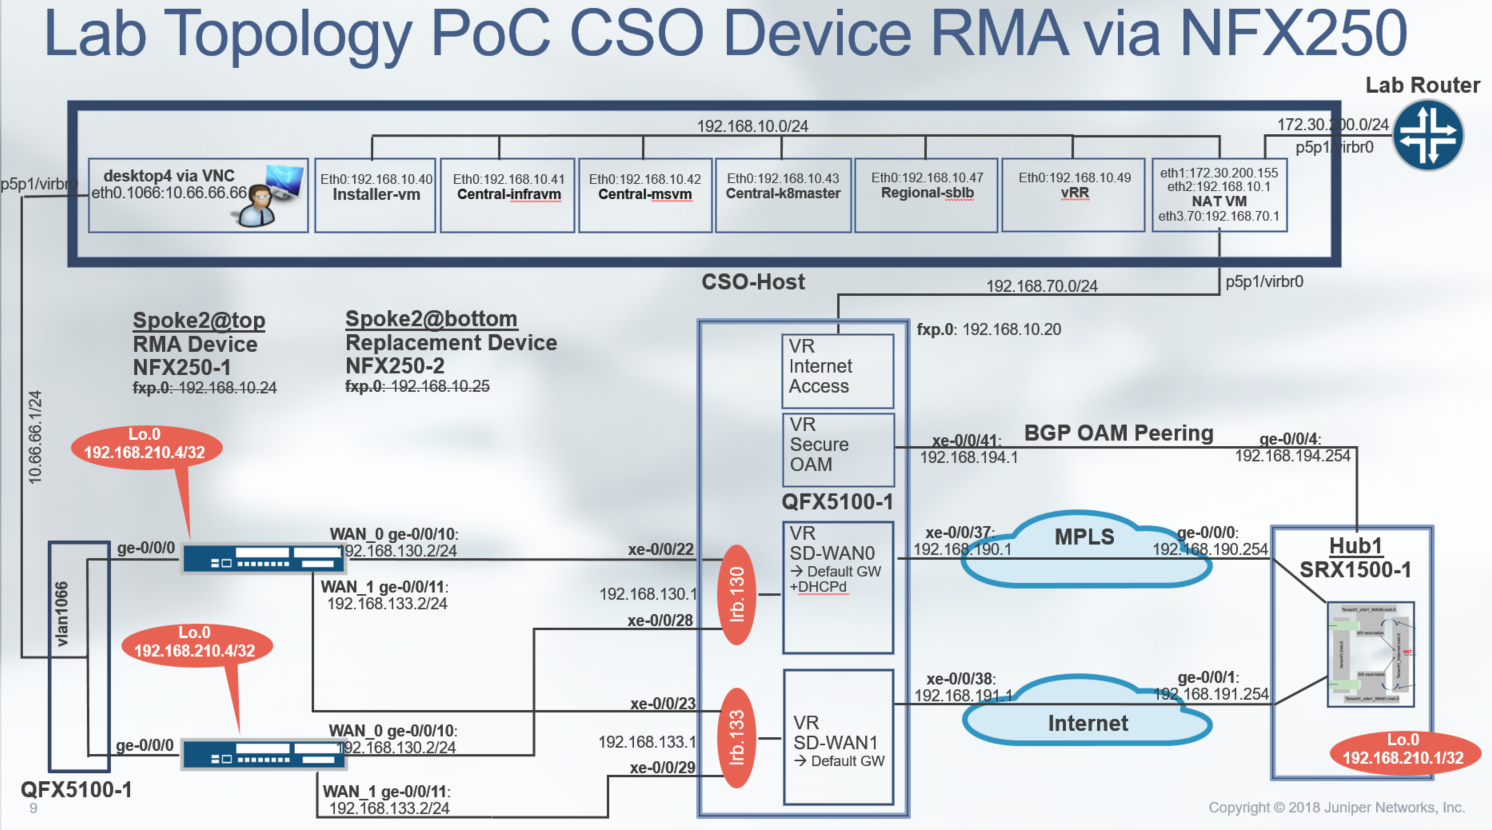 Lab Topology PoC CSO Device RMA via NFX250
Lab Router
192.168.10.0/24
172.30.200.0/24
p5p1/virbr0
p5p1/virbr0
desktop4 via VNC
eth0.1066:10.66.66.66
Eth0:192.168.10.40
Installer-vm
Eth0:192.168.10.41
Central-infravm
Eth0:192.168.10.42
Central-msvm
Eth0:192.168.10.43
Central-k8master
Eth0:192.168.10.47
Regional-sblb
Eth0:192.168.10.49
vRR
eth1:172.30.200.155
eth2:192.168.10.1
NAT VM
eth3.70:192.168.70.1
CSO-Host
192.168.70.0/24
p5p1/virbr0
Spoke2@top
RMA Device
NFX250-1
fxp.0: 192.168.10.24
Spoke2@bottom
Replacement Device
NFX250-2
fxp.0: 192.168.10.25
fxp.0: 192.168.10.20
VR
Internet
Access
VR
Secure
OAM
QFX5100-1
10.66.66.1/24
Lo.0
192.168.210.4/32
BGP OAM Peering
xe-0/0/41:
192.168.194.1
ge-0/0/4:
192.168.194.254
ge-0/0/0
WAN_0 ge-0/0/10:
192.168.130.2/24
xe-0/0/22
VR
SD-WAN0
→ Default GW
+DHCPd
xe-0/0/37:
192.168.190.1
MPLS
ge-0/0/0:
192.168.190.254
Hub1
SRX1500-1
vlan1066
WAN_1 ge-0/0/11:
192.168.133.2/24
192.168.130.1
Irb.130
xe-0/0/28
Lo.0
192.168.210.4/32
xe-0/0/23
Irb.133
192.168.133.1
xe-0/0/29
VR
SD-WAN1
→ Default GW
xe-0/0/38:
192.168.191.1
Internet
ge-0/0/1:
192.168.191.254
NAT
Lo.0
192.168.210.1/32
ge-0/0/0
WAN_0 ge-0/0/10:
192.168.130.2/24
WAN_1 ge-0/0/11:
192.168.133.2/24
QFX5100-1
9
Copyright © 2018 Juniper Networks, Inc.